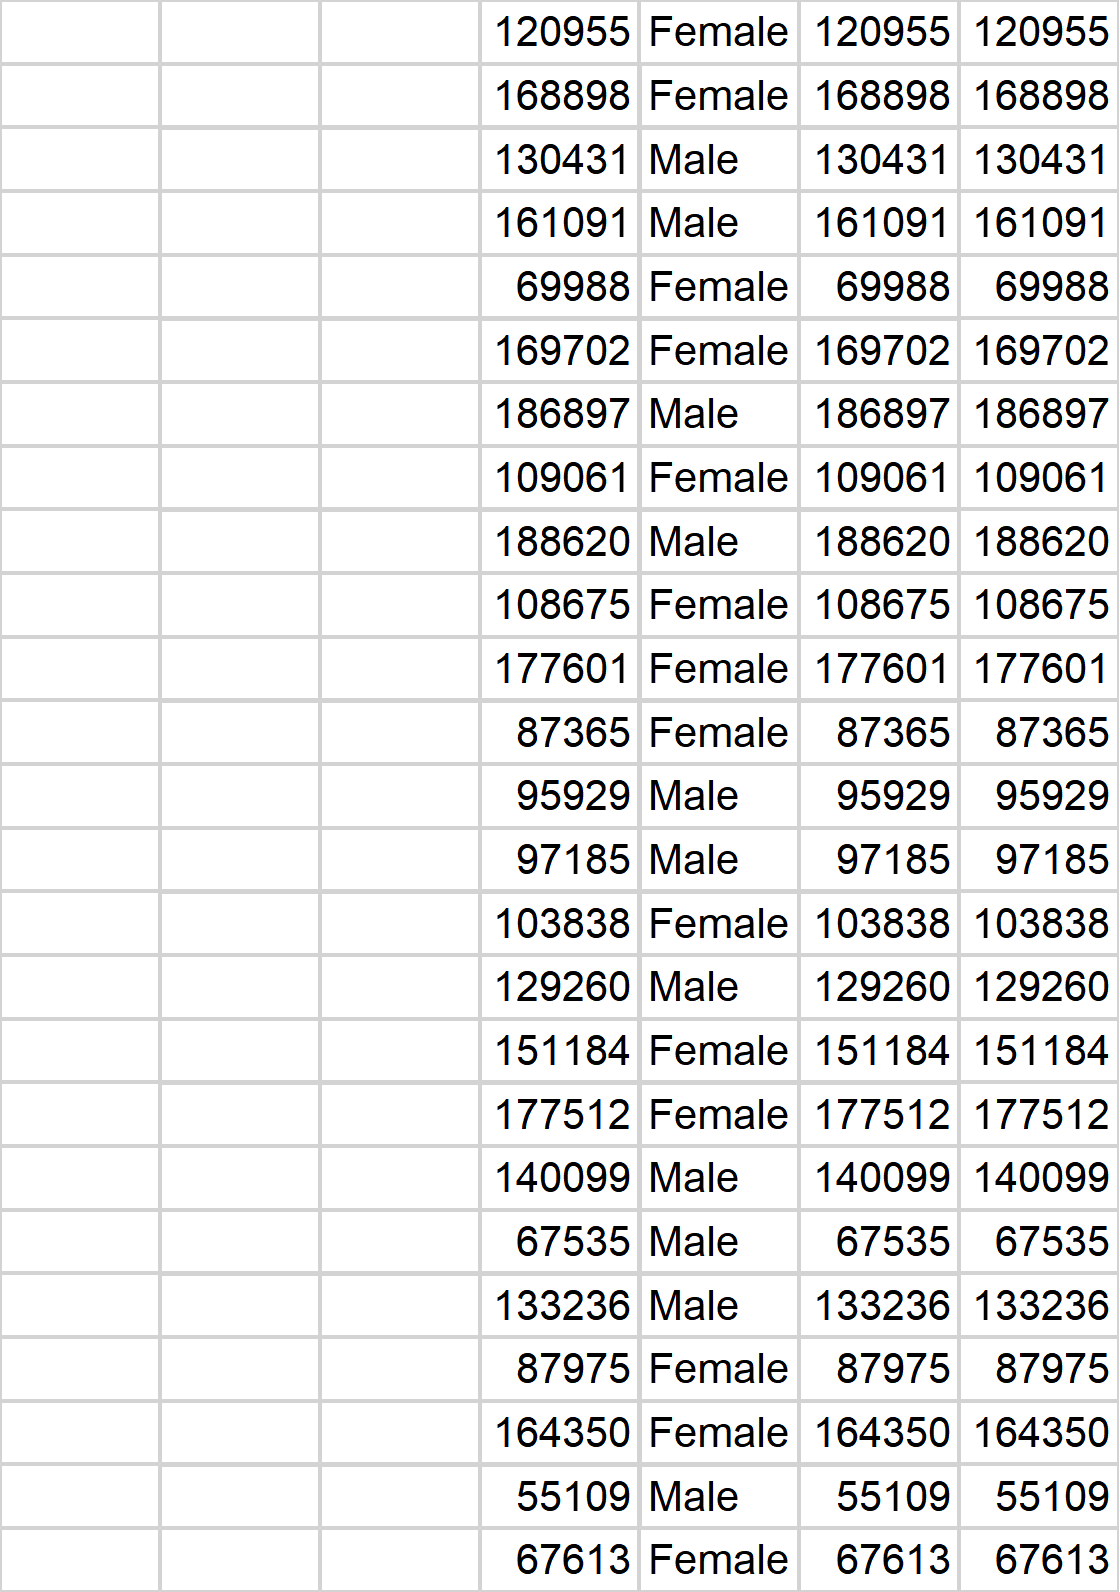 120955 Female 120955 120955
168898 Female 168898 168898
130431 Male 130431 130431
161091 Male 161091 161091
69988 Female 69988 69988
169702 Female 169702 169702
186897 Male 186897 186897
109061 Female 109061 109061
188620 Male 188620 188620
108675 Female 108675 108675
177601 Female 177601 177601
87365 Female 87365 87365
95929 Male 95929 95929
97185 Male 97185 97185
103838 Female 103838 103838
129260 Male 129260 129260
151184 Female 151184 151184
177512 Female 177512 177512
140099 Male 140099 140099
67535 Male 67535 67535
133236 Male 133236 133236
87975 Female 87975 87975
164350 Female 164350 164350
55109 Male 55109 55109
67613 Female 67613 67613